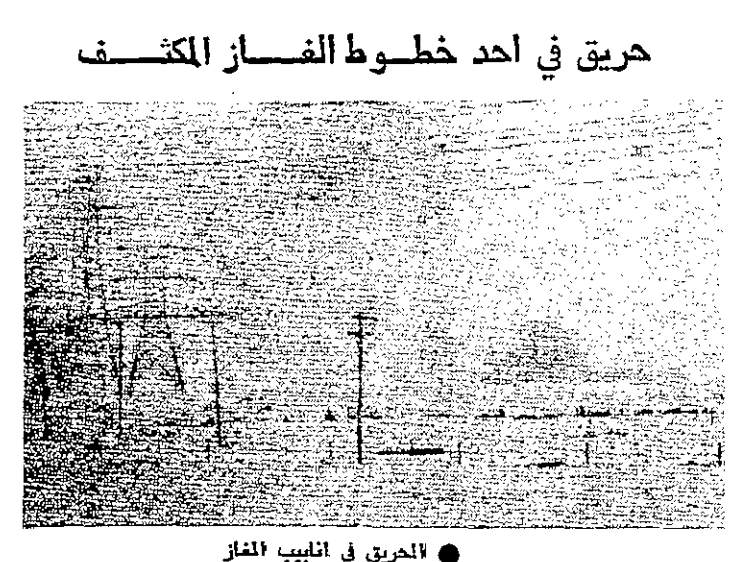 حريق في احد خطوط الغاز المكثف
● الحريق في انابيب الغاز